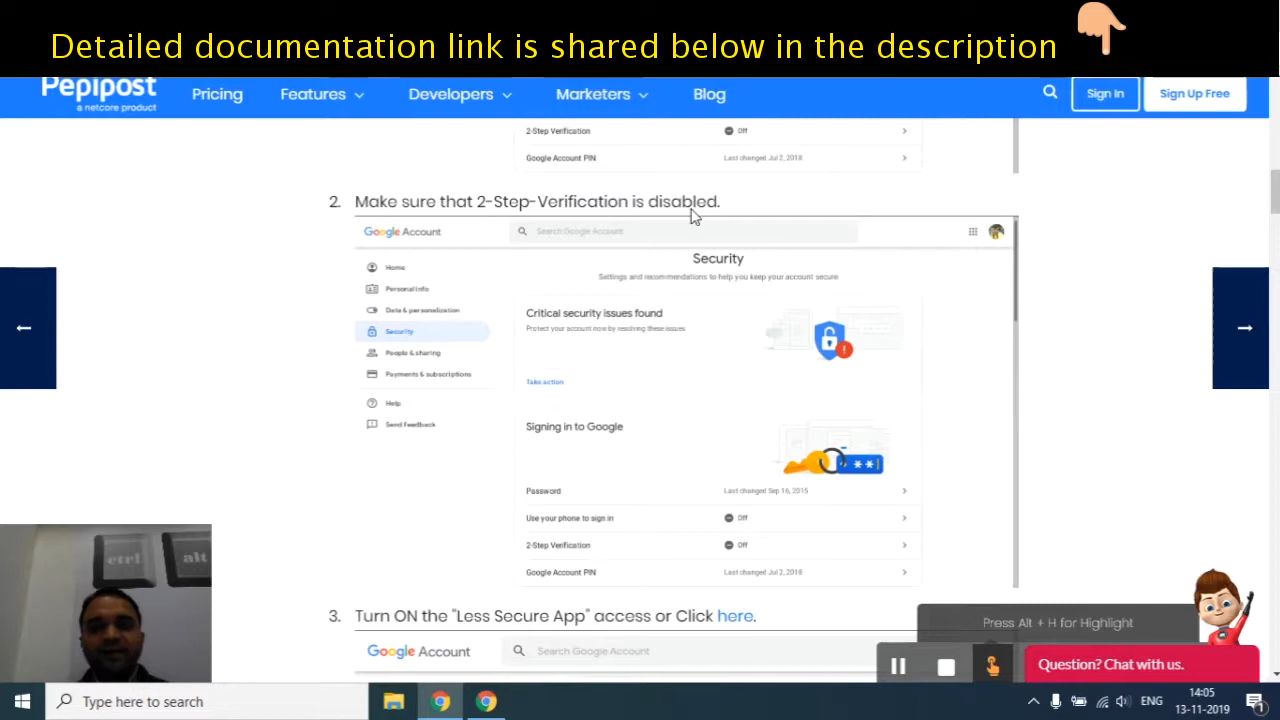 Detailed documentation link is shared below in the description
Pepipost
a netcore product
Pricing
Features
Developers
Marketers
Blog
Sign In
Sign Up Free
2-Step Verification
Off
Google Account PIN
Last changed Jul 2, 2018
2. Make sure that 2-Step-Verification is disabled.
Google Account
Search Google Account
Home
Personal info
Data & personalization
Security
People & sharing
Payments & subscriptions
Help
Send Feedback
Security
Settings and recommendations to help you keep your account secure
Critical security issues found
Protect your account now by resolving these issues
Take action
Signing in to Google
Password
Last changed Sep 16, 2015
Use your phone to sign in
Off
2-Step Verification
Off
Google Account PIN
Last changed Jul 2, 2018
3. Turn ON the "Less Secure App" access or Click here.
Google Account
Search Google Account
Press Alt + H for Highlight
Question? Chat with us.
ctrl
alt
Type here to search
ENG
14:05
13-11-2019
1